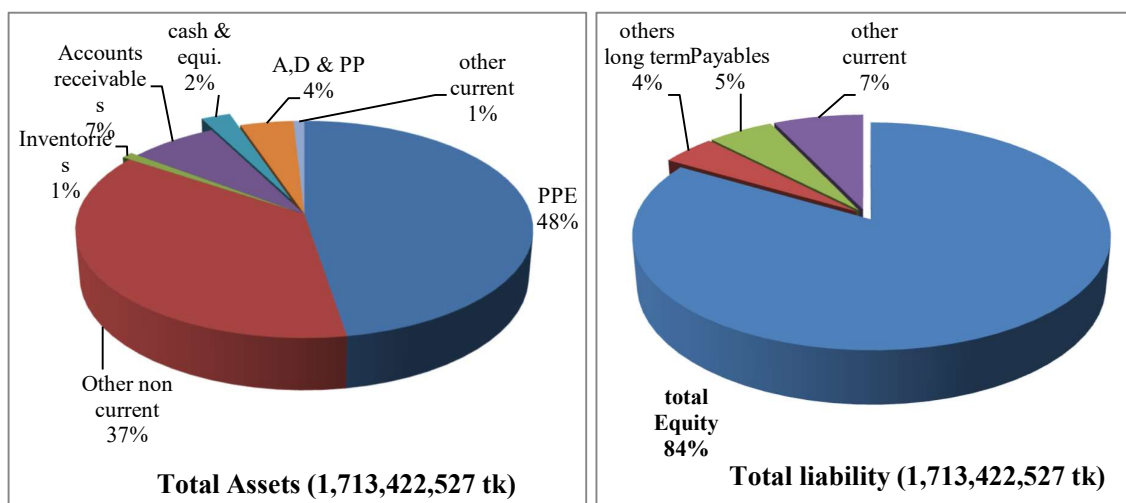 cash &
equi.
2%
Accounts
receivable
s
7%
Inventorie
s
1%
A,D & PP
4%
other
current
1%
PPE
48%
Other non
current
37%
Total Assets (1,713,422,527 tk)
others
long term
4%
Payables
5%
other
current
7%
total
Equity
84%
Total liability (1,713,422,527 tk)